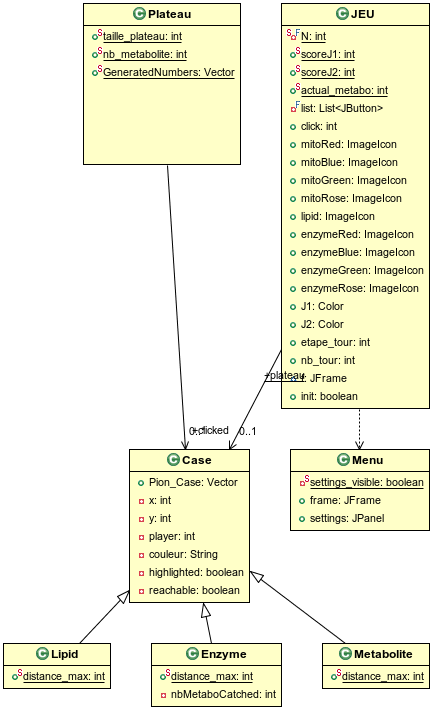 Plateau
taille_plateau: int
nb_metabolite: int
GeneratedNumbers: Vector
JEU
N: int
scoreJ1: int
scoreJ2: int
actual_metabo: int
list: List<JButton>
click: int
mitoRed: ImageIcon
mitoBlue: ImageIcon
mitoGreen: ImageIcon
mitoRose: ImageIcon
lipid: ImageIcon
enzymeRed: ImageIcon
enzymeBlue: ImageIcon
enzymeGreen: ImageIcon
enzymeRose: ImageIcon
J1: Color
J2: Color
etape_tour: int
nb_tour: int
f: JFrame
init: boolean
+plateau
+clicked
0..1
Case
Pion_Case: Vector
x: int
y: int
player: int
couleur: String
highlighted: boolean
reachable: boolean
Menu
settings_visible: boolean
frame: JFrame
settings: JPanel
Lipid
distance_max: int
Enzyme
distance_max: int
nbMetaboCatched: int
Metabolite
distance_max: int